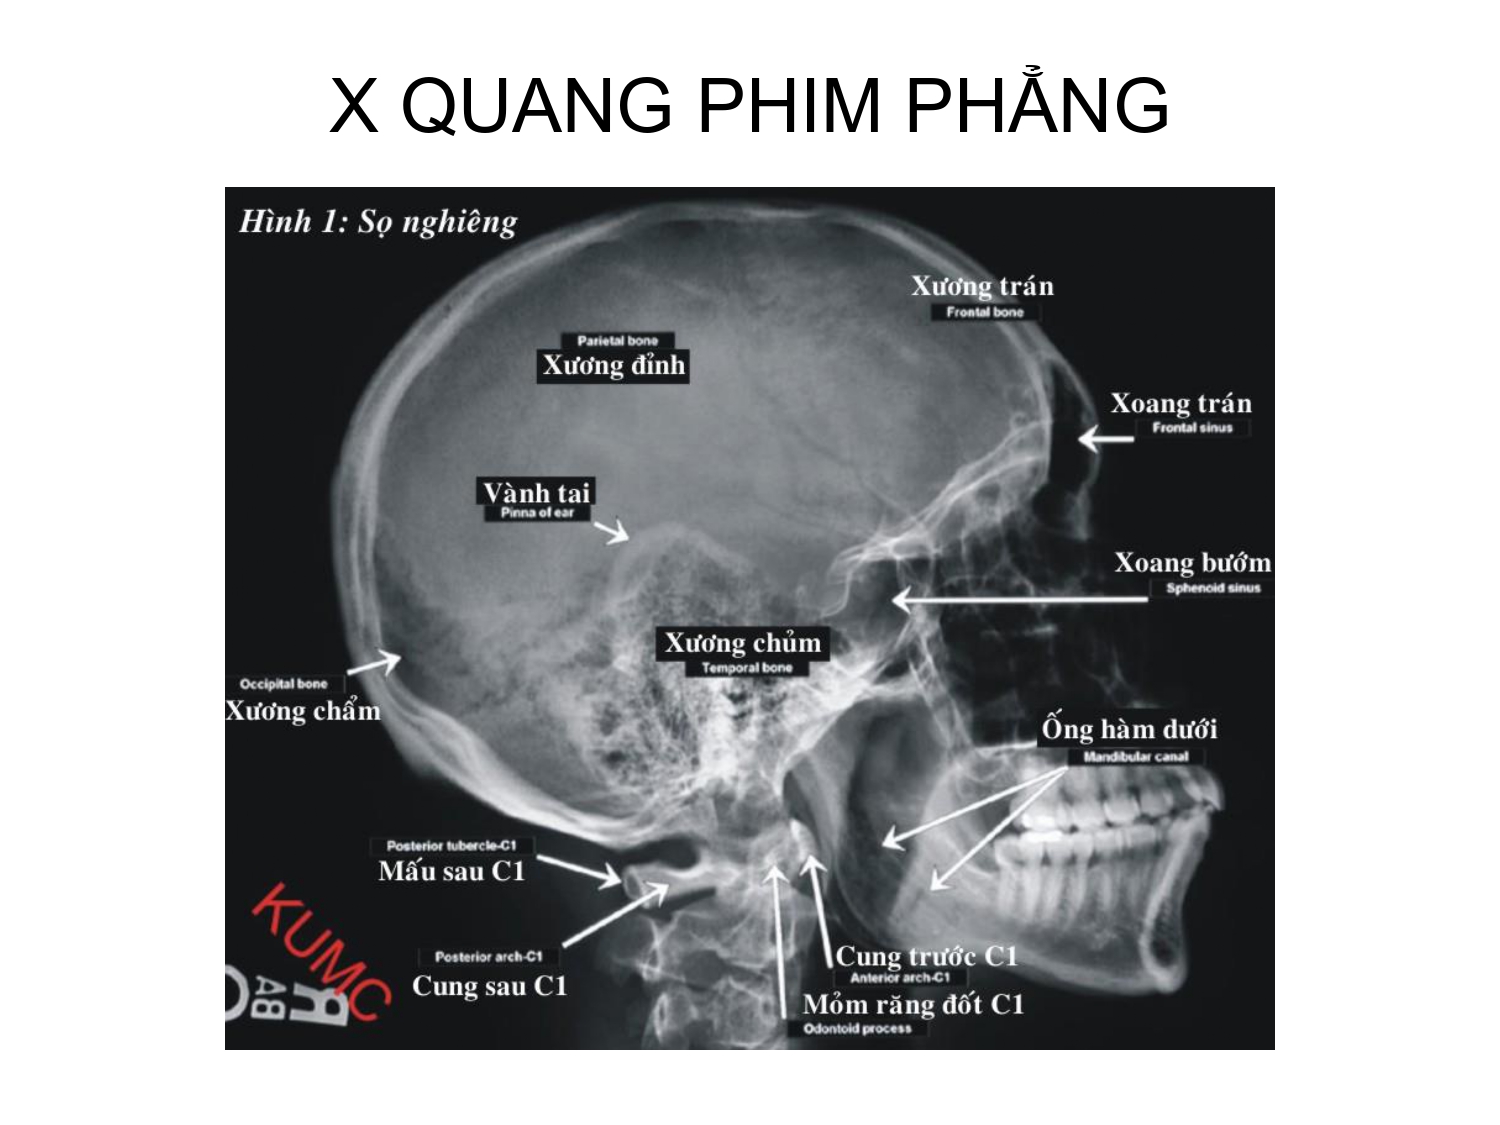 X QUANG PHIM PHẲNG
Hình 1: Sọ nghiêng
Xương trán
Frontal bone
Parietal bone
Xương đỉnh
Xoang trán
Frontal sinus
Vành tai
Pinna of ear
Xoang bướm
Sphenoid sinus
Xương chủm
Temporal bone
Occipital bone
Xương chẩm
Ống hàm dưới
Mandibular canal
Posterior tubercle-C1
Mấu sau C1
Posterior arch-C1
Cung sau C1
Cung trước C1
Anterior arch-C1
Mỏm răng đốt C1
Odontoid process
KUMC
R
AB